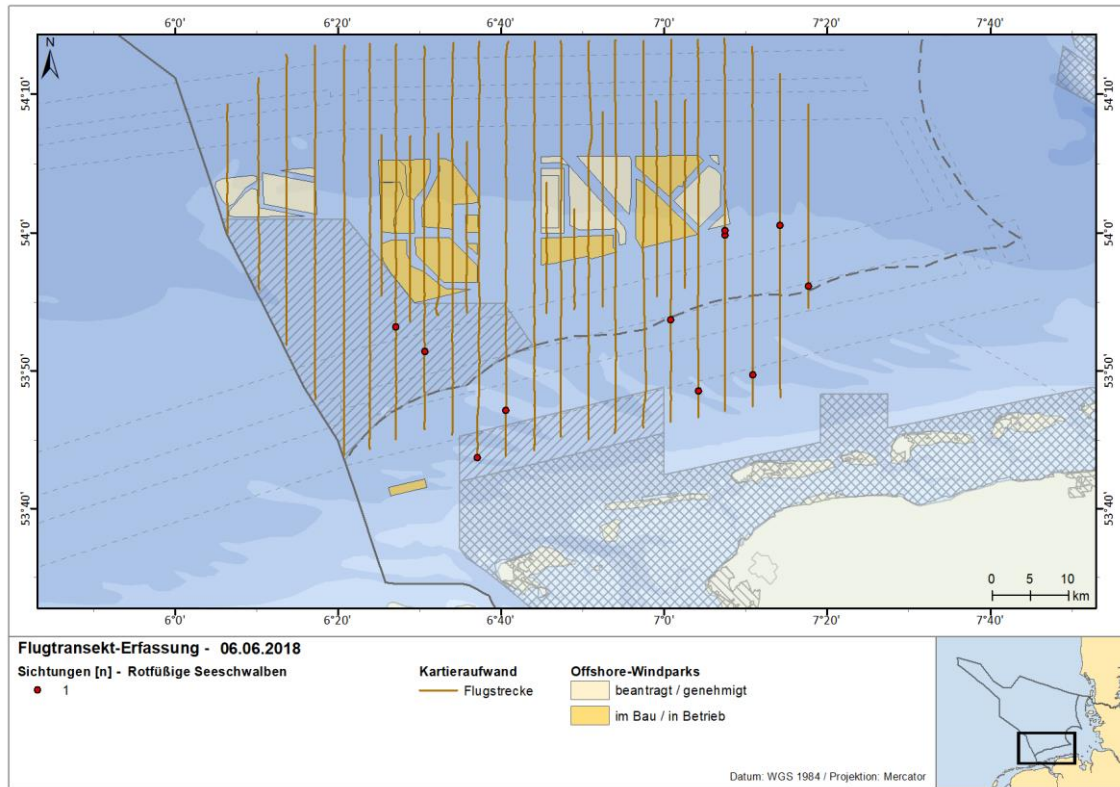 6°0' 6°20' 6°40' 7°0' 7°20' 7°40'
N
54°10' 54°10'
54°0' 54°0'
53°50' 53°50'
53°40' 53°40'
0 5 10
km
6°0' 6°20' 6°40' 7°0' 7°20' 7°40'
Flugtransekt-Erfassung - 06.06.2018
Sichtungen [n] - Rotfüßige Seeschwalben
1
Kartieraufwand
Flugstrecke
Offshore-Windparks
beantragt / genehmigt
im Bau / in Betrieb
Datum: WGS 1984 / Projektion: Mercator